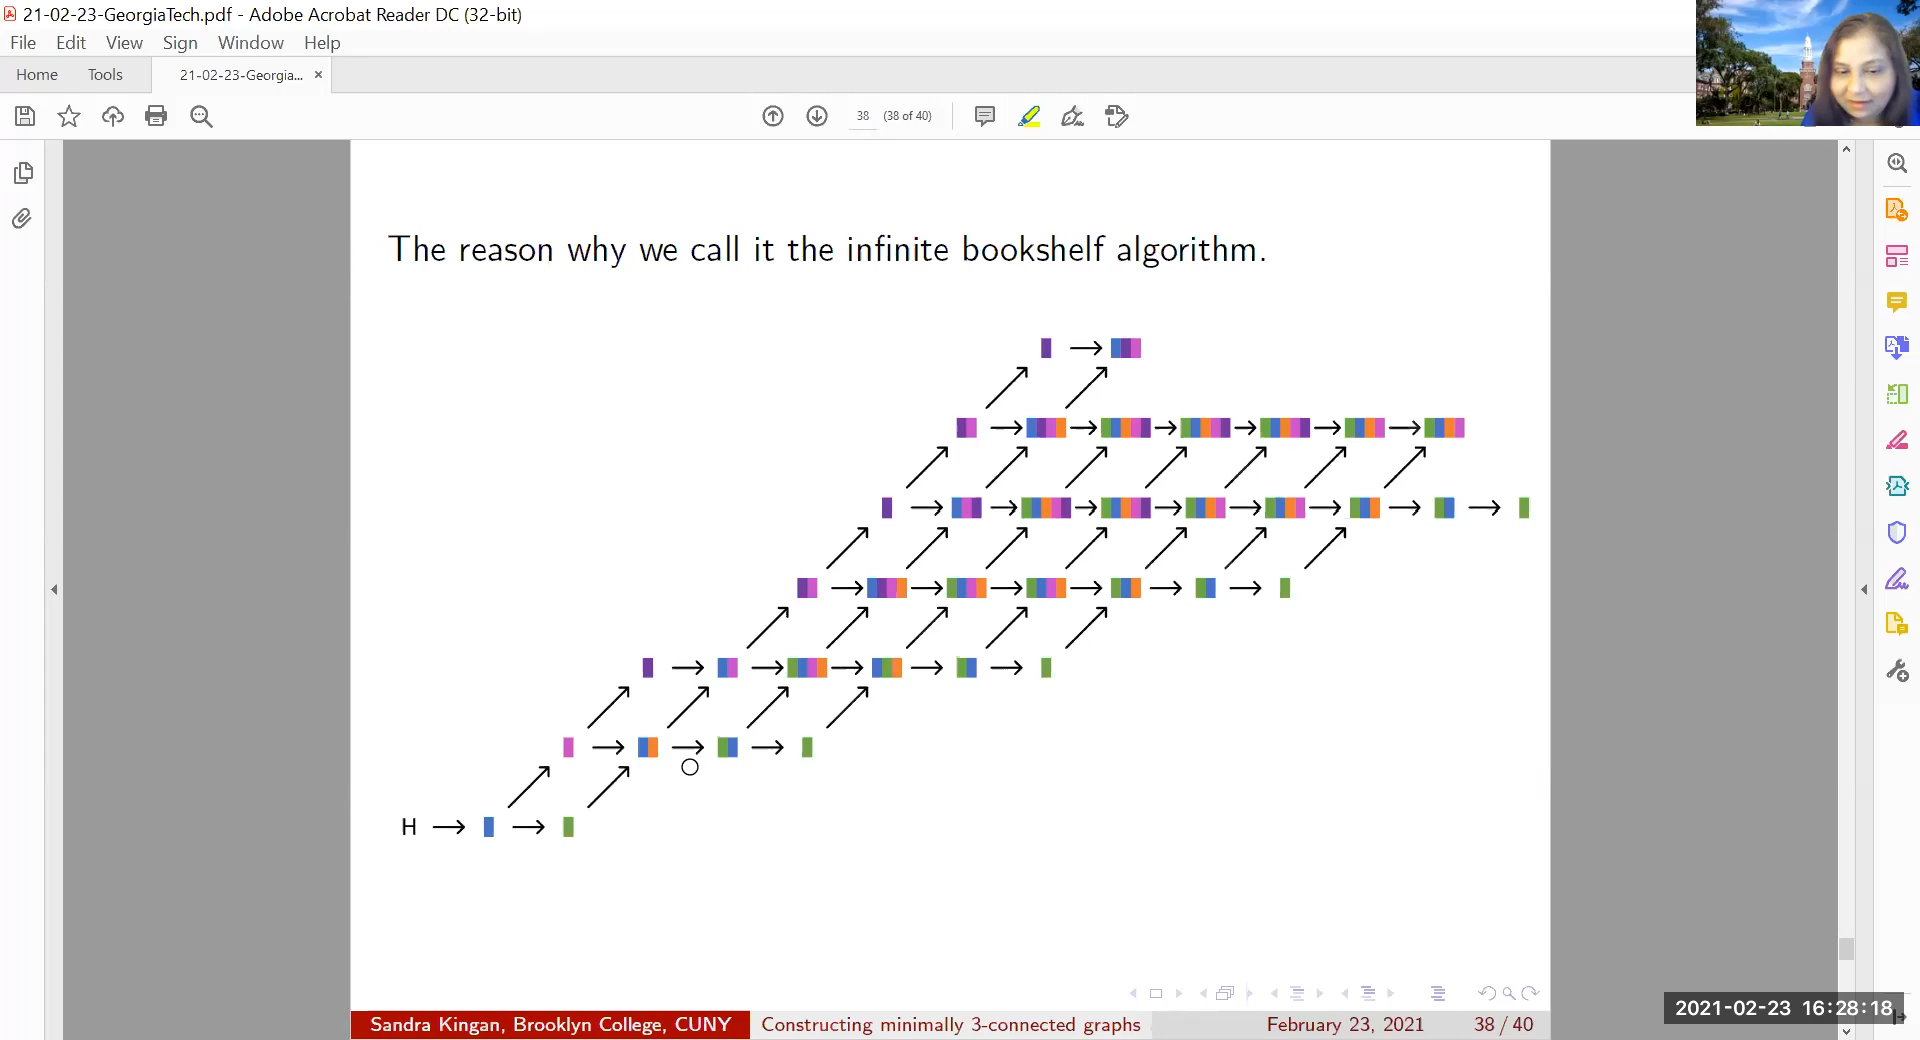 21-02-23-GeorgiaTech.pdf - Adobe Acrobat Reader DC (32-bit)
File Edit View Sign Window Help
Home Tools 21-02-23-Georgia... ×
38 (38 of 40)
The reason why we call it the infinite bookshelf algorithm.
H
Sandra Kingan, Brooklyn College, CUNY Constructing minimally 3-connected graphs February 23, 2021 38 / 40
2021-02-23 16:28:18